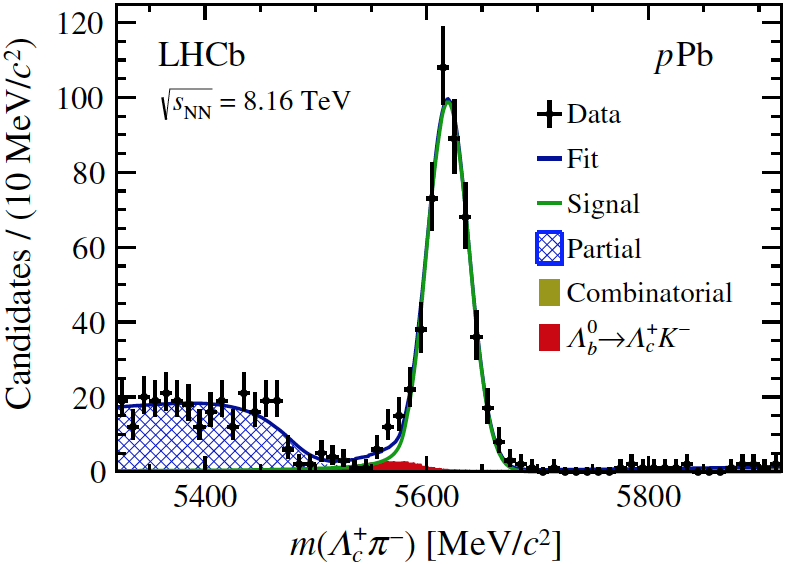 Candidates / (10 MeV/c²)
120
100
80
60
40
20
0
LHCb
√sNN = 8.16 TeV
pPb
Data
Fit
Signal
Partial
Combinatorial
Λb0→Λc+K−
5400 5600 5800
m(Λc+π−) [MeV/c²]